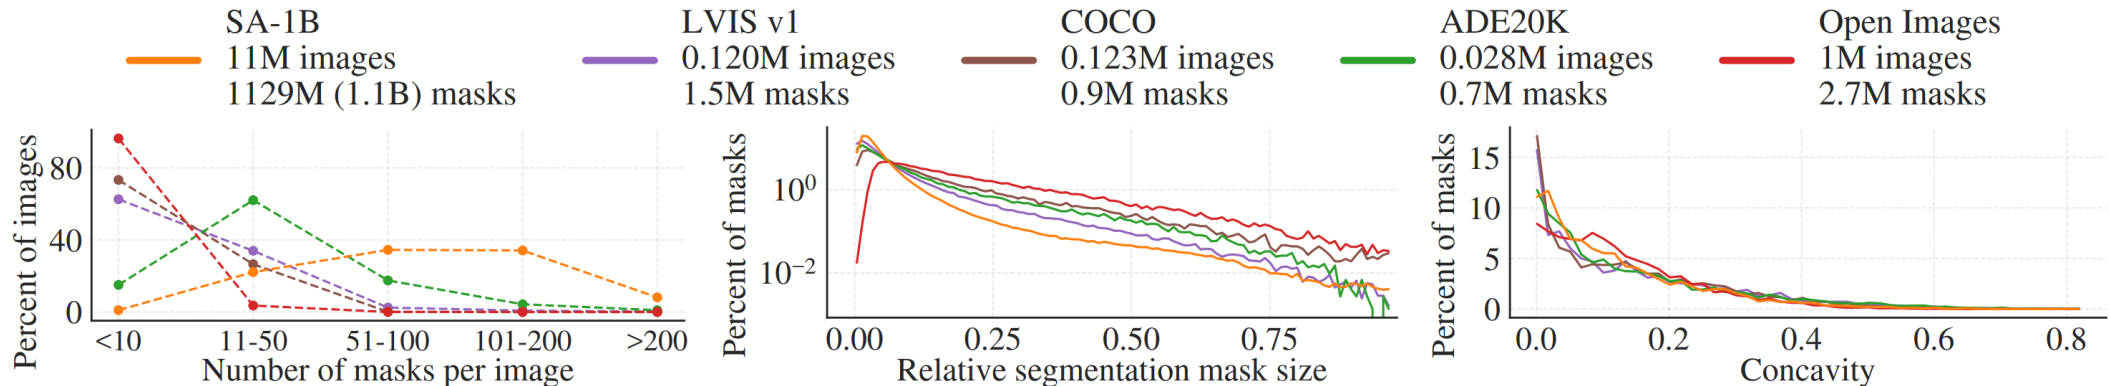 SA-1B
11M images
1129M (1.1B) masks
LVIS v1
0.120M images
1.5M masks
COCO
0.123M images
0.9M masks
ADE20K
0.028M images
0.7M masks
Open Images
1M images
2.7M masks
Percent of images
80
40
0
<10 11-50 51-100 101-200 >200
Number of masks per image
Percent of masks
10⁰
10⁻²
0.00 0.25 0.50 0.75
Relative segmentation mask size
Percent of masks
15
10
5
0
0.0 0.2 0.4 0.6 0.8
Concavity